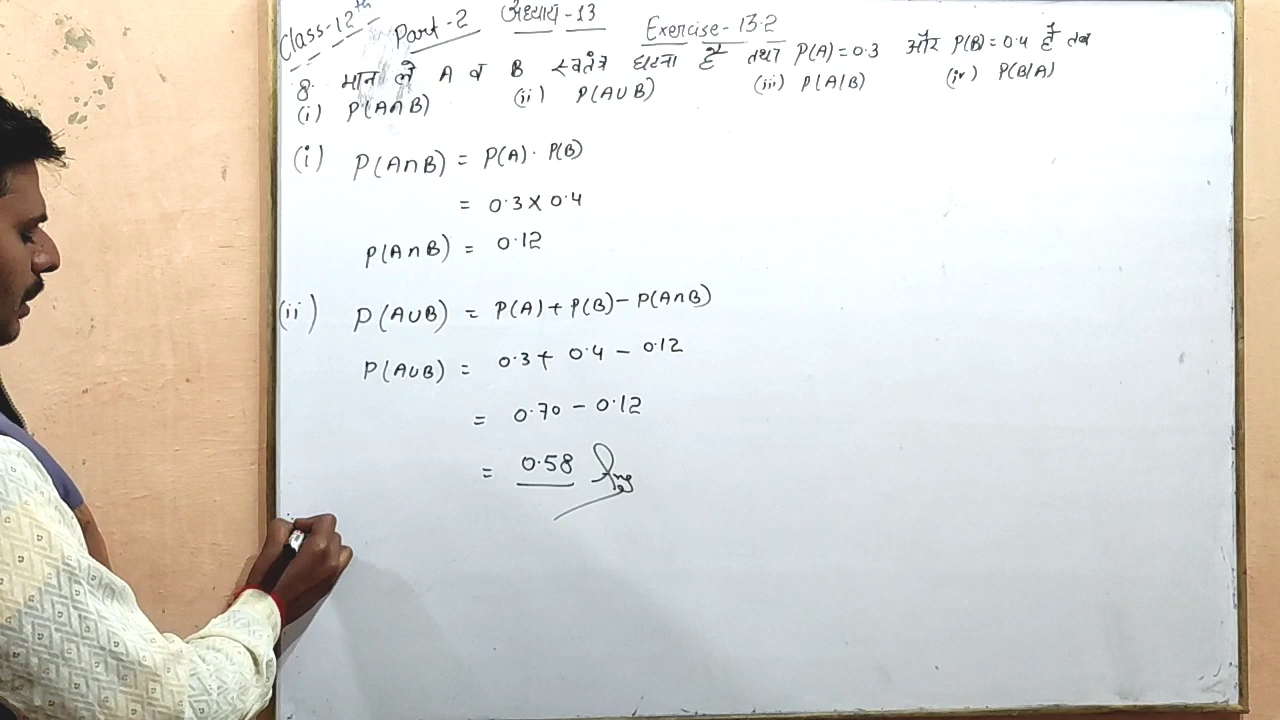 Class-12th Part-2 अध्याय-13 Exercise-13.2
8. मान लें A व B स्वतंत्र घटना है तथा P(A)=0.3 और P(B)=0.4 है तब
(i) P(A∩B) (ii) P(A∪B) (iii) P(A/B) (iv) P(B/A)
(i) P(A∩B) = P(A)·P(B)
= 0.3×0.4
P(A∩B) = 0.12
(ii) P(A∪B) = P(A)+P(B)-P(A∩B)
P(A∪B) = 0.3+0.4-0.12
= 0.70-0.12
= 0.58 Ans